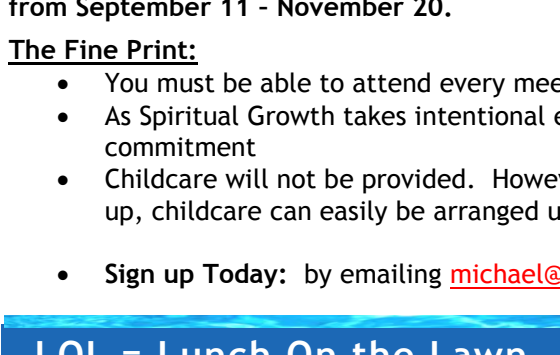 from September 11 – November 20.
The Fine Print:
• You must be able to attend every mee
• As Spiritual Growth takes intentional e
commitment
• Childcare will not be provided. Howev
up, childcare can easily be arranged u
• Sign up Today: by emailing michael@
LOL = Lunch On the Lawn